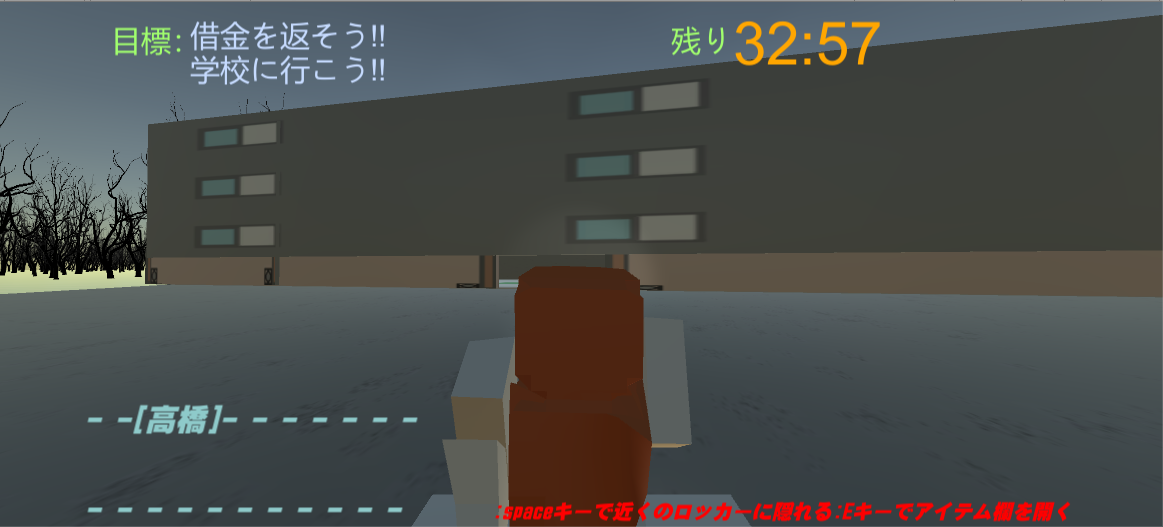 目標: 借金を返そう!!
学校に行こう!!
残り 32:57
--[高橋]-------
-----------
:spaceキーで近くのロッカーに隠れる:Eキーでアイテム欄を開く